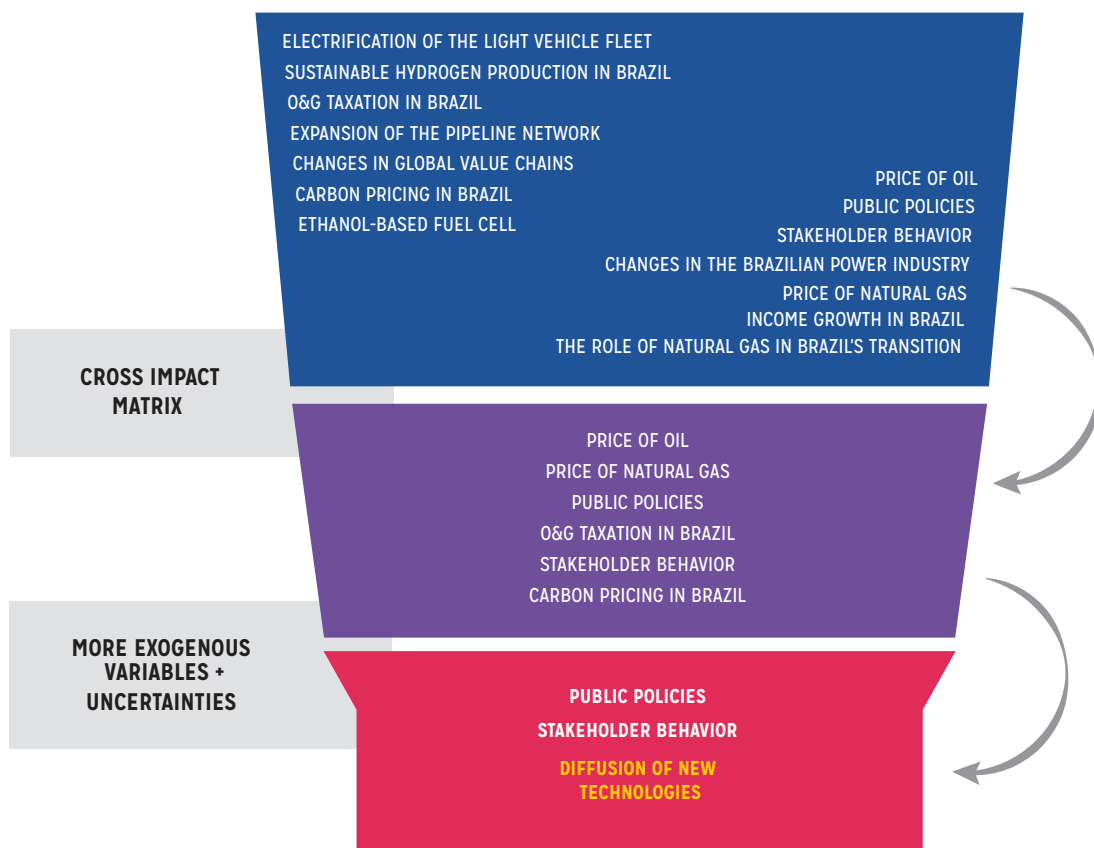 ELECTRIFICATION OF THE LIGHT VEHICLE FLEET
SUSTAINABLE HYDROGEN PRODUCTION IN BRAZIL
O&G TAXATION IN BRAZIL
EXPANSION OF THE PIPELINE NETWORK
CHANGES IN GLOBAL VALUE CHAINS
CARBON PRICING IN BRAZIL
ETHANOL-BASED FUEL CELL
PRICE OF OIL
PUBLIC POLICIES
STAKEHOLDER BEHAVIOR
CHANGES IN THE BRAZILIAN POWER INDUSTRY
PRICE OF NATURAL GAS
INCOME GROWTH IN BRAZIL
THE ROLE OF NATURAL GAS IN BRAZIL'S TRANSITION
CROSS IMPACT
MATRIX
PRICE OF OIL
PRICE OF NATURAL GAS
PUBLIC POLICIES
O&G TAXATION IN BRAZIL
STAKEHOLDER BEHAVIOR
CARBON PRICING IN BRAZIL
MORE EXOGENOUS
VARIABLES +
UNCERTAINTIES
PUBLIC POLICIES
STAKEHOLDER BEHAVIOR
DIFFUSION OF NEW
TECHNOLOGIES